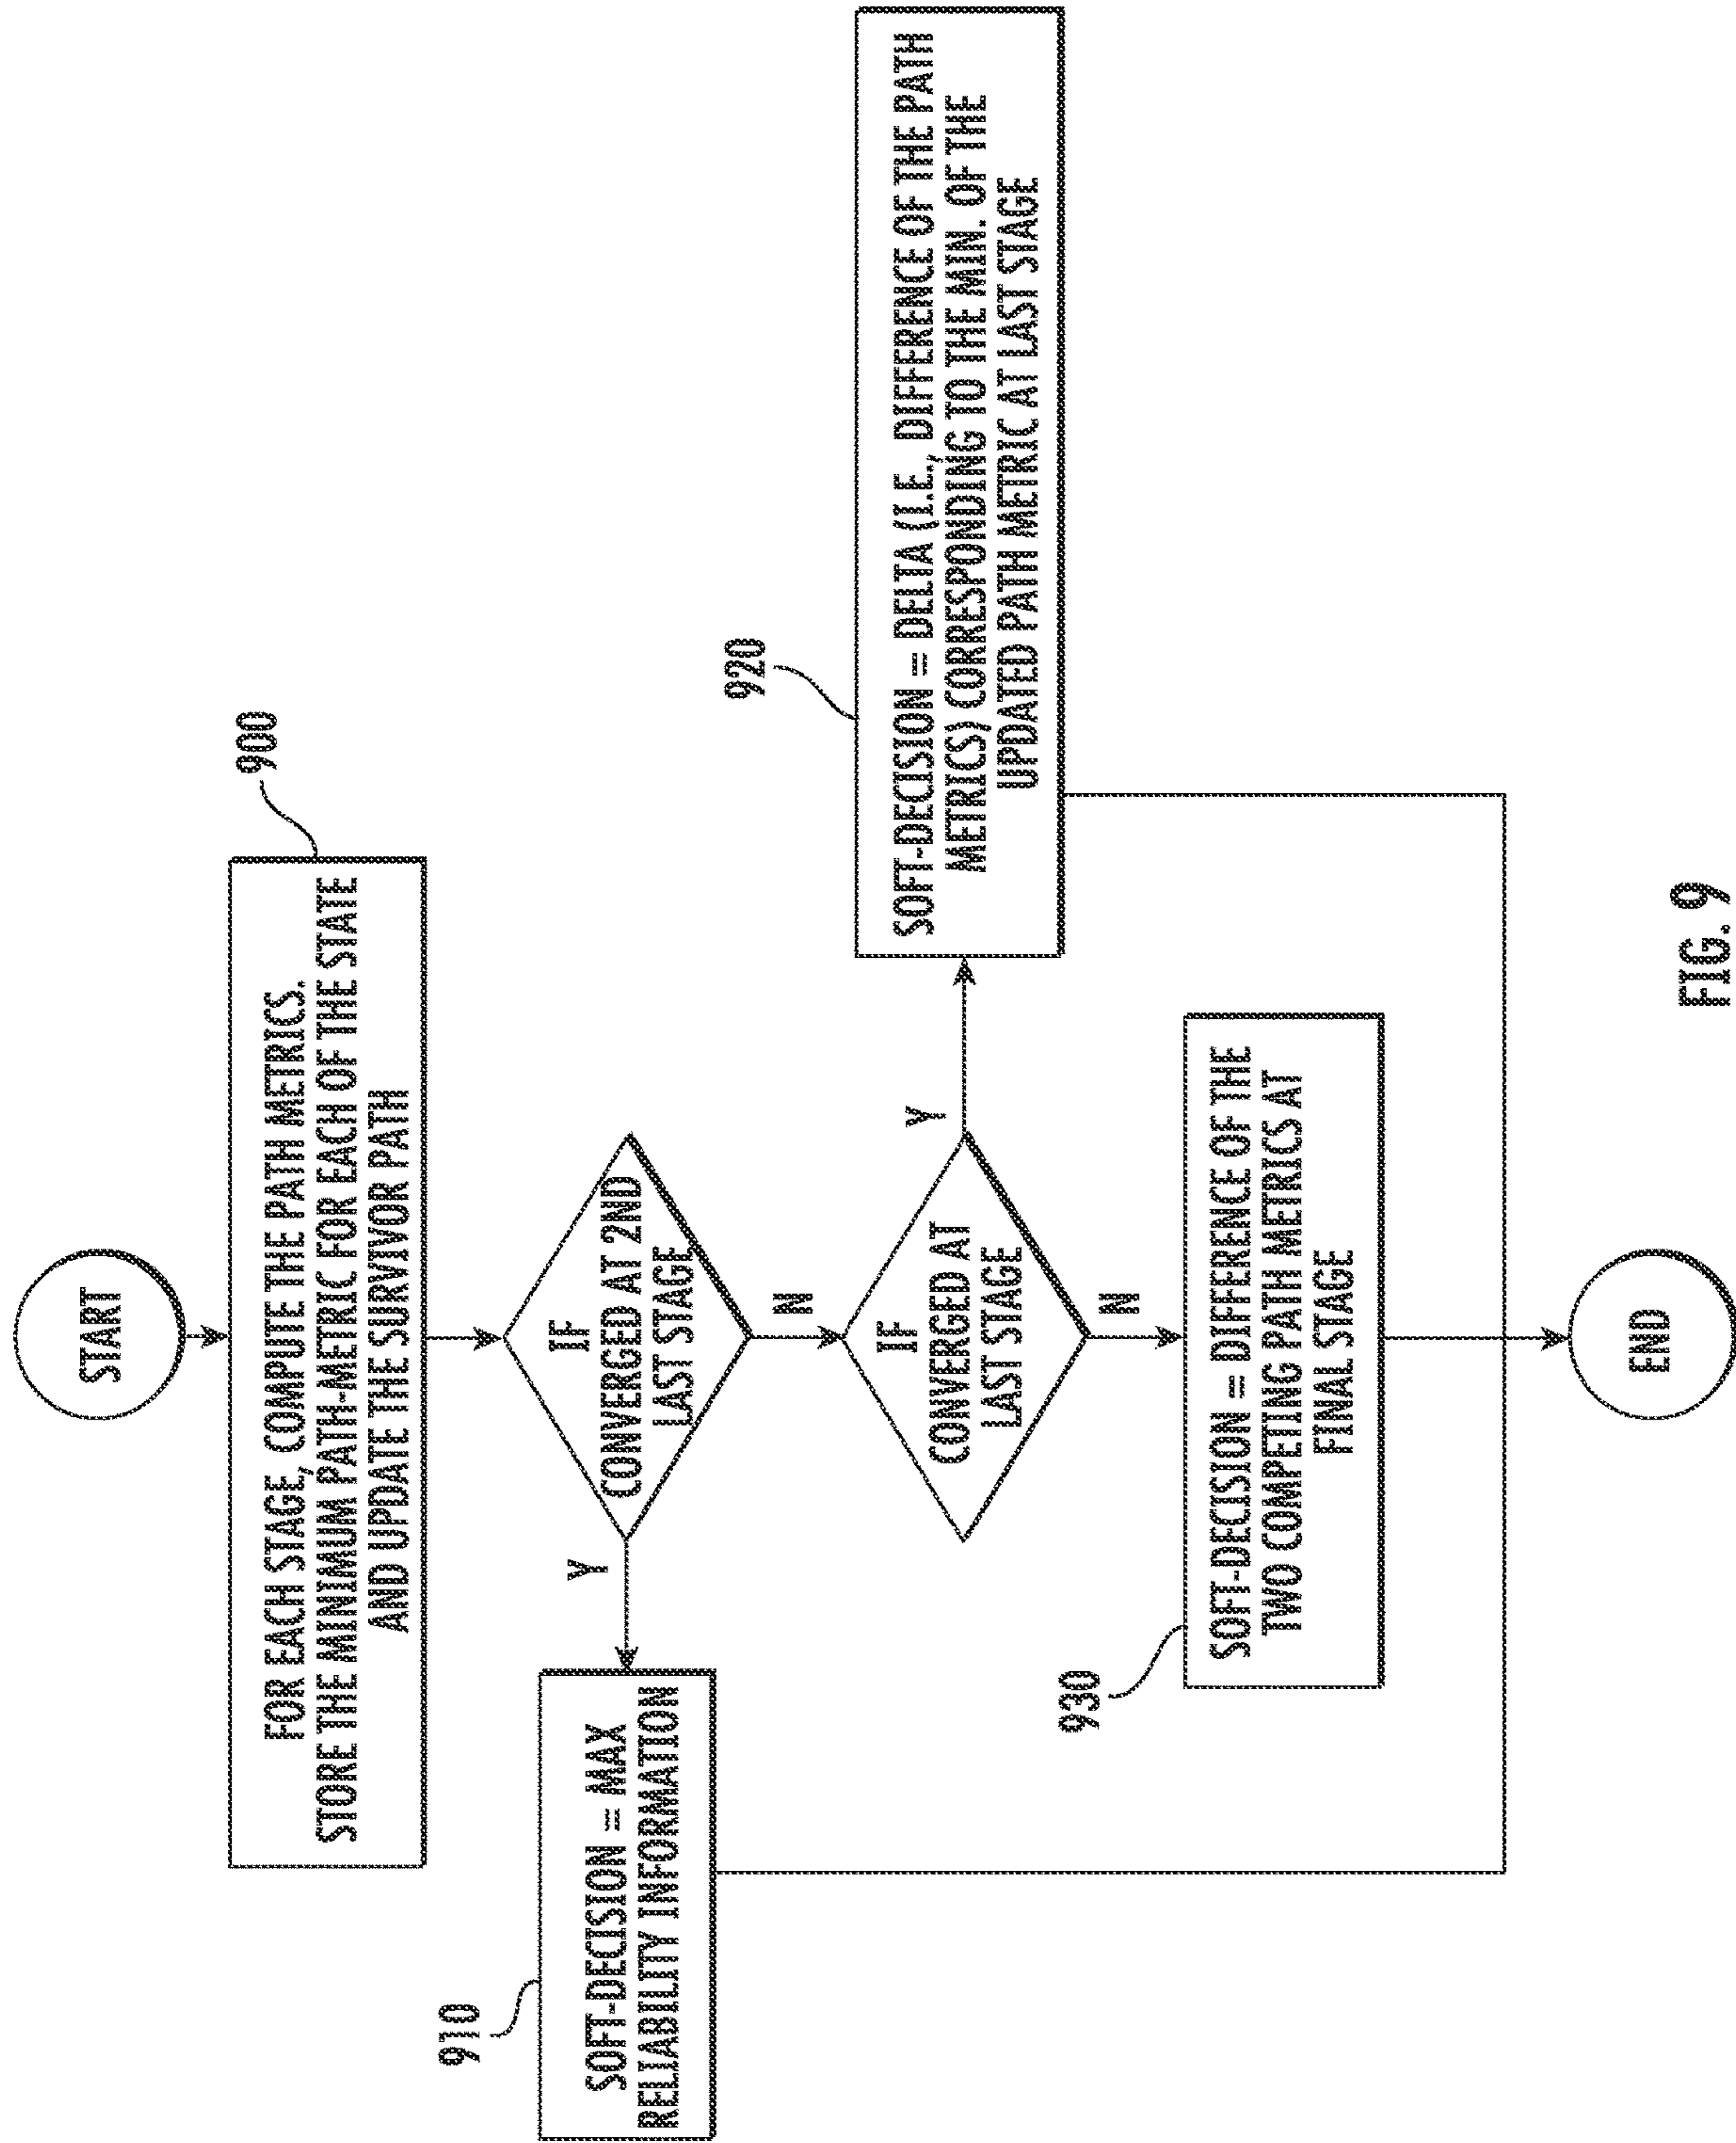 START
900
FOR EACH STAGE, COMPUTE THE PATH METRICS.
STORE THE MINIMUM PATH-METRIC FOR EACH OF THE STATE
AND UPDATE THE SURVIVOR PATH
IF
CONVERGED AT 2ND
LAST STAGE
Y
N
910
SOFT-DECISION = MAX
RELIABILITY INFORMATION
IF
CONVERGED AT
LAST STAGE
Y
N
920
SOFT-DECISION = DELTA (I.E., DIFFERENCE OF THE PATH
METRICS) CORRESPONDING TO THE MIN. OF THE
UPDATED PATH METRIC AT LAST STAGE
930
SOFT-DECISION = DIFFERENCE OF THE
TWO COMPETING PATH METRICS AT
FINAL STAGE
END
FIG. 9